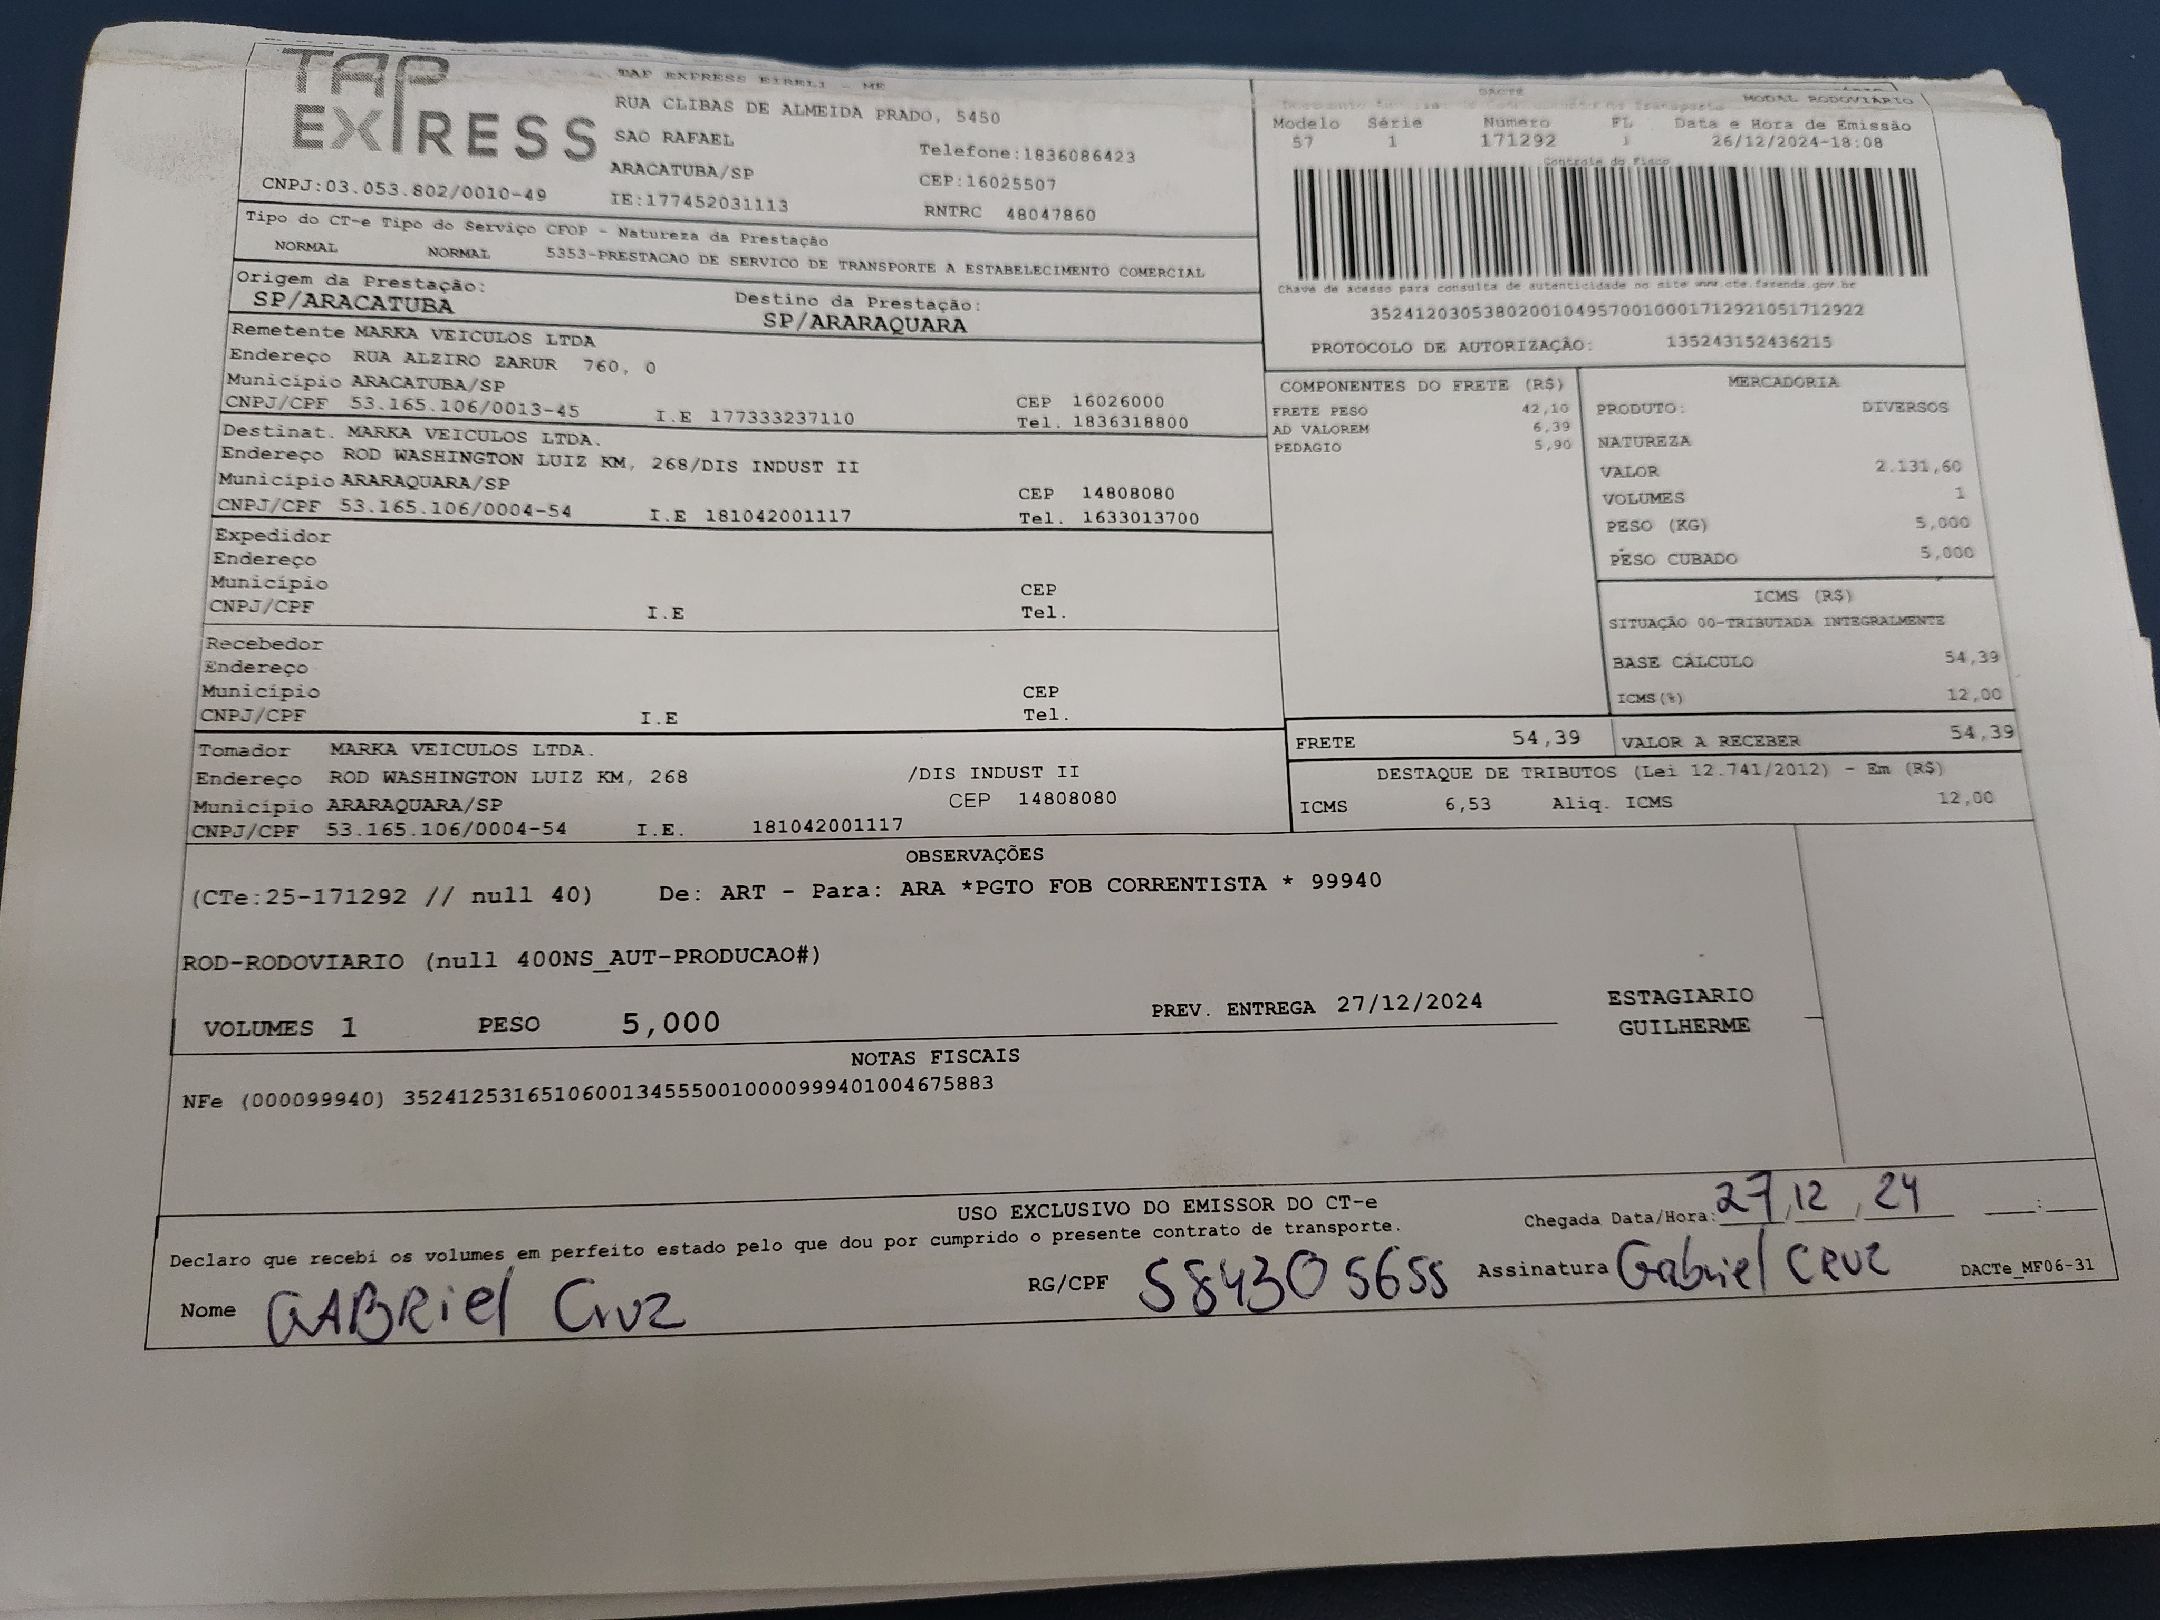 TAP
EXPRESS
CNPJ:03.053.802/0010-49
TAP EXPRESS EIRELI - ME
RUA CLIBAS DE ALMEIDA PRADO, 5450
SAO RAFAEL
Telefone:1836086423
ARACATUBA/SP
CEP:16025507
IE:177452031113
RNTRC 48047860
DACTE
MODAL RODOVIARIO
Modelo Série Número FL Data e Hora de Emissão
57 1 171292 1 26/12/2024-18:08
Controle do Fisco
Chave de acesso para consulta de autenticidade no site www.cte.fazenda.gov.br
35241203053802001049570010001712921051712922
PROTOCOLO DE AUTORIZAÇÃO: 135243152436215
Tipo do CT-e Tipo do Serviço CFOP - Natureza da Prestação
NORMAL NORMAL 5353-PRESTACAO DE SERVICO DE TRANSPORTE A ESTABELECIMENTO COMERCIAL
Origem da Prestação:
SP/ARACATUBA
Destino da Prestação:
SP/ARARAQUARA
Remetente MARKA VEICULOS LTDA
Endereço RUA ALZIRO ZARUR 760, 0
Município ARACATUBA/SP
CEP 16026000
CNPJ/CPF 53.165.106/0013-45 I.E 177333237110 Tel. 1836318800
Destinat. MARKA VEICULOS LTDA.
Endereço ROD WASHINGTON LUIZ KM, 268/DIS INDUST II
Município ARARAQUARA/SP
CEP 14808080
CNPJ/CPF 53.165.106/0004-54 I.E 181042001117 Tel. 1633013700
Expedidor
Endereço
Município CEP
CNPJ/CPF I.E Tel.
Recebedor
Endereço
Município CEP
CNPJ/CPF I.E Tel.
Tomador MARKA VEICULOS LTDA.
Endereço ROD WASHINGTON LUIZ KM, 268 /DIS INDUST II
Município ARARAQUARA/SP CEP 14808080
CNPJ/CPF 53.165.106/0004-54 I.E. 181042001117
COMPONENTES DO FRETE (R$)
FRETE PESO 42,10
AD VALOREM 6,39
PEDAGIO 5,90
MERCADORIA
PRODUTO: DIVERSOS
NATUREZA
VALOR 2.131,60
VOLUMES 1
PESO (KG) 5,000
PESO CUBADO 5,000
ICMS (R$)
SITUAÇÃO 00-TRIBUTADA INTEGRALMENTE
BASE CÁLCULO 54,39
ICMS(%) 12,00
FRETE 54,39 VALOR A RECEBER 54,39
DESTAQUE DE TRIBUTOS (Lei 12.741/2012) - Em (R$)
ICMS 6,53 Aliq. ICMS 12,00
OBSERVAÇÕES
(CTe:25-171292 // null 40) De: ART - Para: ARA *PGTO FOB CORRENTISTA * 99940
ROD-RODOVIARIO (null 400NS_AUT-PRODUCAO#)
VOLUMES 1 PESO 5,000 PREV. ENTREGA 27/12/2024
ESTAGIARIO
GUILHERME
NOTAS FISCAIS
NFe (000099940) 35241253165106001345550010000999401004675883
USO EXCLUSIVO DO EMISSOR DO CT-e
Declaro que recebi os volumes em perfeito estado pelo que dou por cumprido o presente contrato de transporte.
Chegada Data/Hora: 27/12/24 __:__
Nome GABRiel Cruz RG/CPF 584305655 Assinatura Gabriel CRUZ DACTe_MF06-31